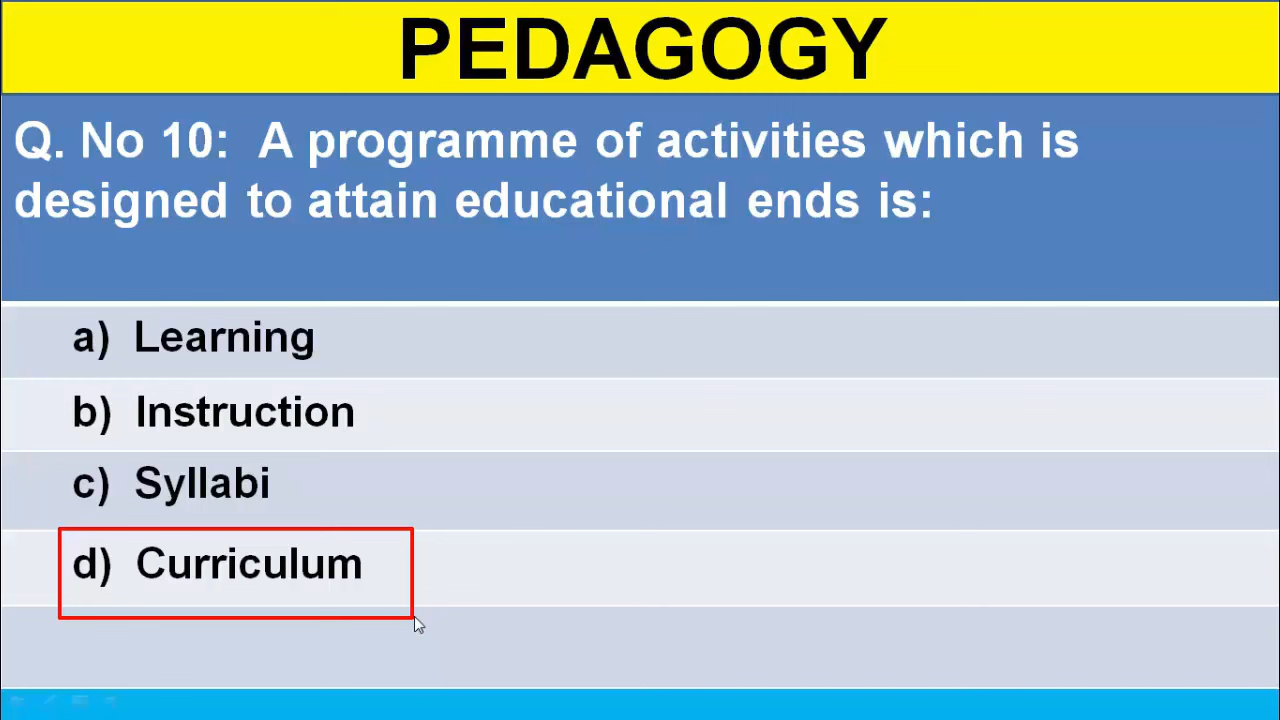 PEDAGOGY
Q. No 10:  A programme of activities which is
designed to attain educational ends is:
a)  Learning
b)  Instruction
c)  Syllabi
d)  Curriculum